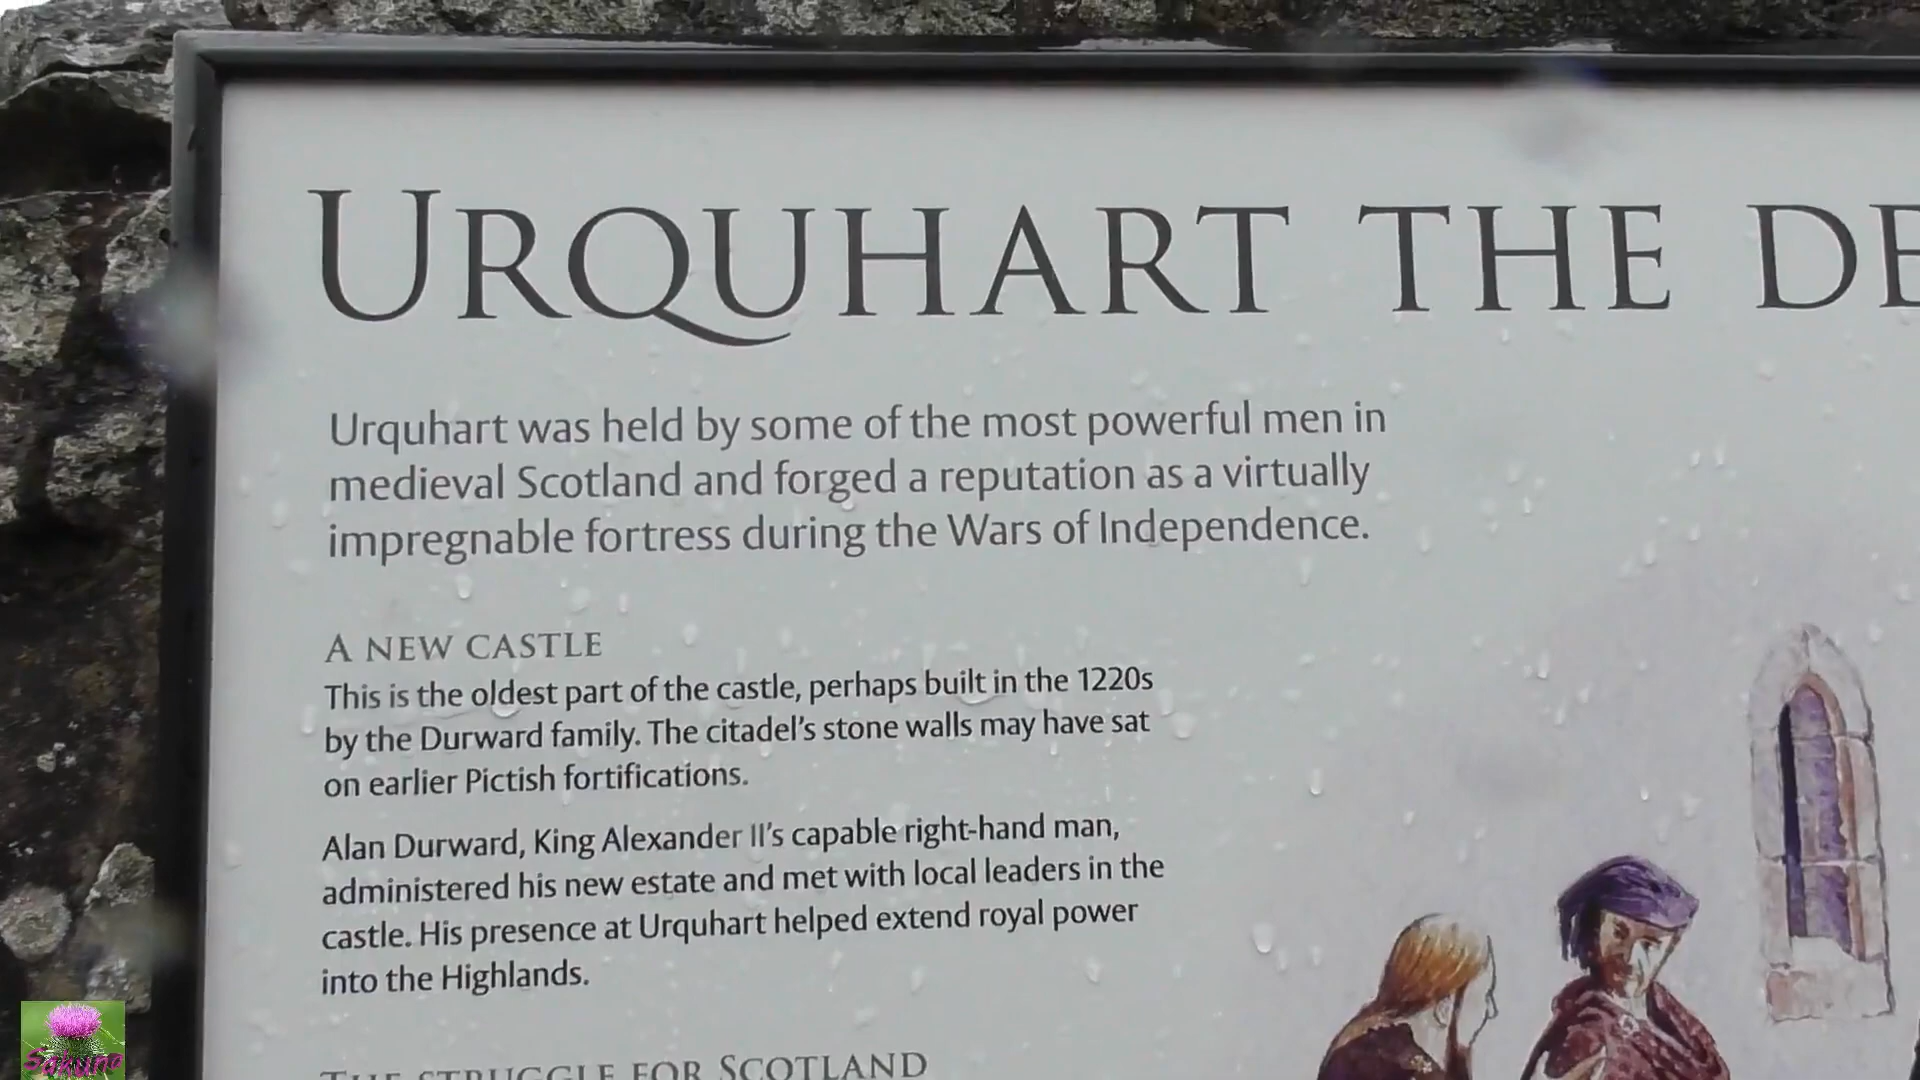 URQUHART THE DE
Urquhart was held by some of the most powerful men in
medieval Scotland and forged a reputation as a virtually
impregnable fortress during the Wars of Independence.
A NEW CASTLE
This is the oldest part of the castle, perhaps built in the 1220s
by the Durward family. The citadel's stone walls may have sat
on earlier Pictish fortifications.
Alan Durward, King Alexander II's capable right-hand man,
administered his new estate and met with local leaders in the
castle. His presence at Urquhart helped extend royal power
into the Highlands.
THE STRUGGLE FOR SCOTLAND
Sakuna